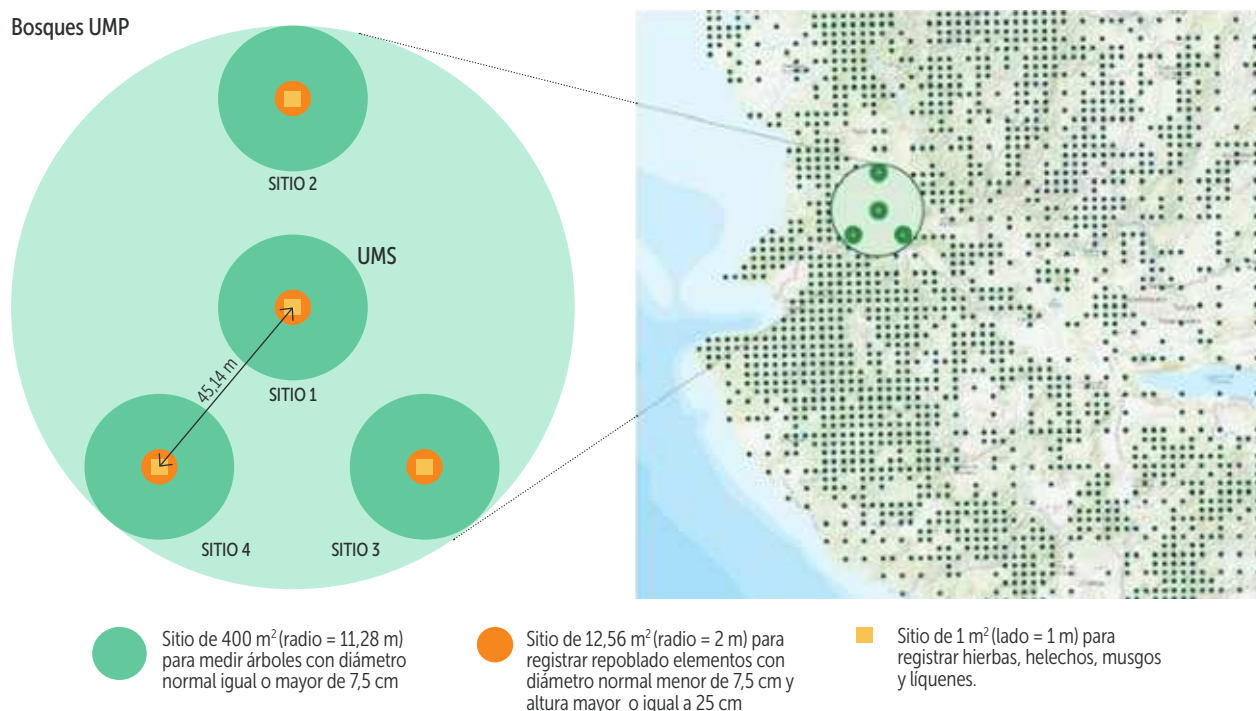 Bosques UMP
SITIO 2
UMS
45,14 m
SITIO 1
SITIO 4
SITIO 3
Sitio de 400 m² (radio = 11,28 m)
para medir árboles con diámetro
normal igual o mayor de 7,5 cm
Sitio de 12,56 m² (radio = 2 m) para
registrar repoblado elementos con
diámetro normal menor de 7,5 cm y
altura mayor o igual a 25 cm
Sitio de 1 m² (lado = 1 m) para
registrar hierbas, helechos, musgos
y líquenes.